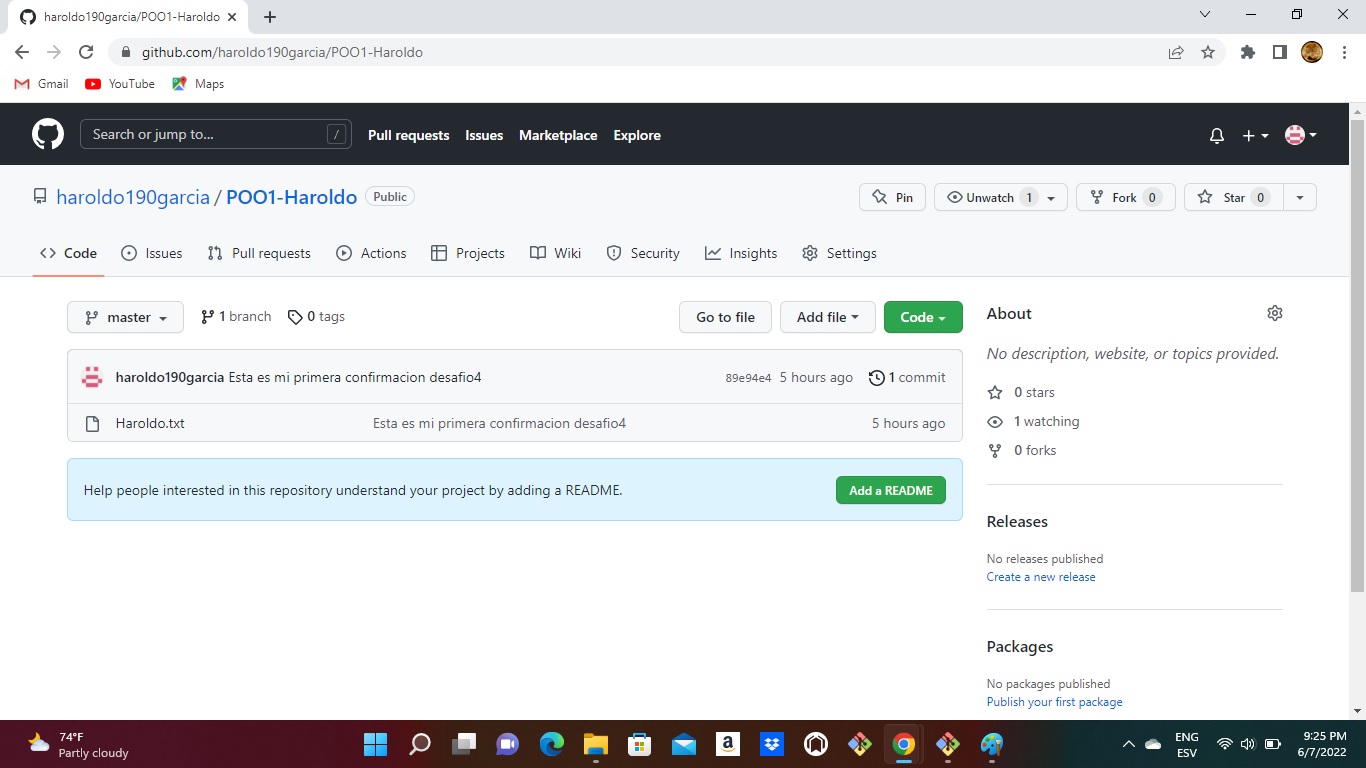 haroldo190garcia/POO1-Haroldo
github.com/haroldo190garcia/POO1-Haroldo
Gmail YouTube Maps
Search or jump to... / Pull requests Issues Marketplace Explore
haroldo190garcia / POO1-Haroldo Public Pin Unwatch 1 Fork 0 Star 0
Code Issues Pull requests Actions Projects Wiki Security Insights Settings
master 1 branch 0 tags Go to file Add file Code
haroldo190garcia Esta es mi primera confirmacion desafio4 89e94e4 5 hours ago 1 commit
Haroldo.txt Esta es mi primera confirmacion desafio4 5 hours ago
Help people interested in this repository understand your project by adding a README. Add a README
About
No description, website, or topics provided.
0 stars
1 watching
0 forks
Releases
No releases published
Create a new release
Packages
No packages published
Publish your first package
74°F
Partly cloudy
a
ENG
ESV
9:25 PM
6/7/2022